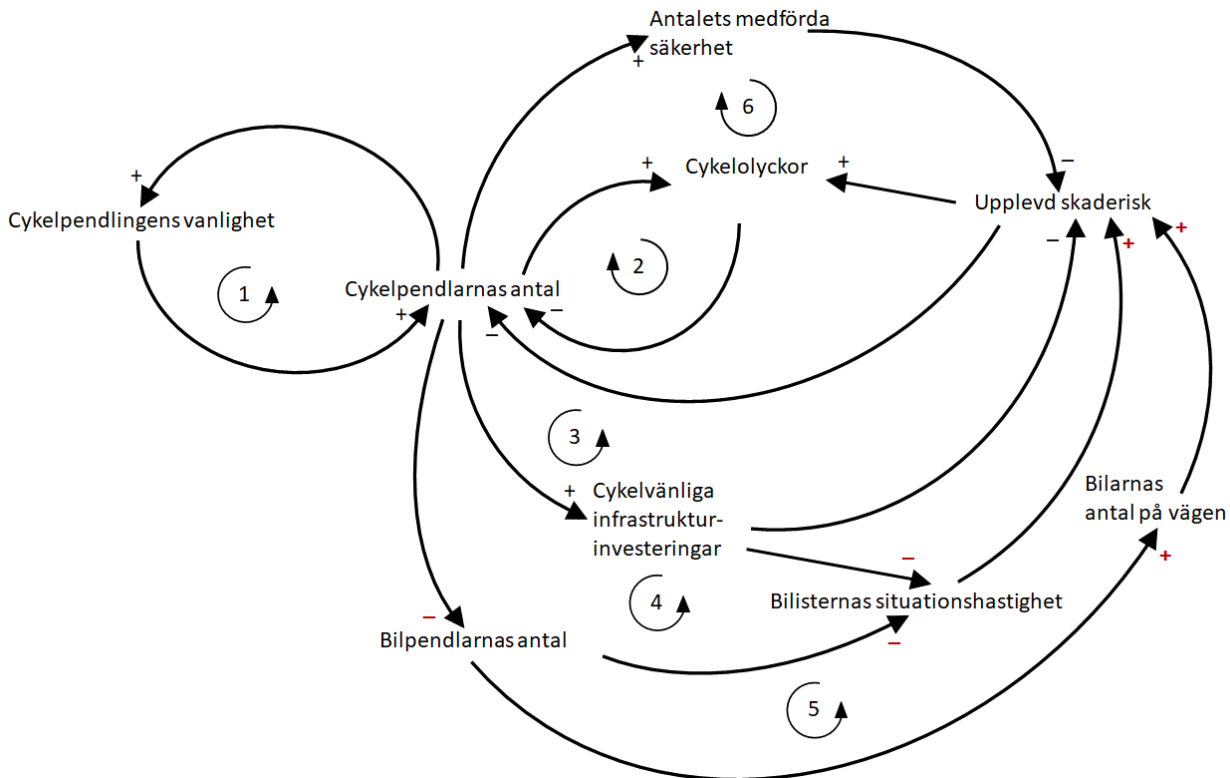 Antalets medförda
säkerhet
+
–
6
+
Cykelolyckor
+
+
Upplevd skaderisk
Cykelpendlingens vanlighet
–
+
+
2
1
Cykelpendlarnas antal
+
–
–
3
+
Cykelvänliga
infrastruktur-
investeringar
Bilarnas
antal på vägen
+
–
4
Bilisternas situationshastighet
–
–
Bilpendlarnas antal
5